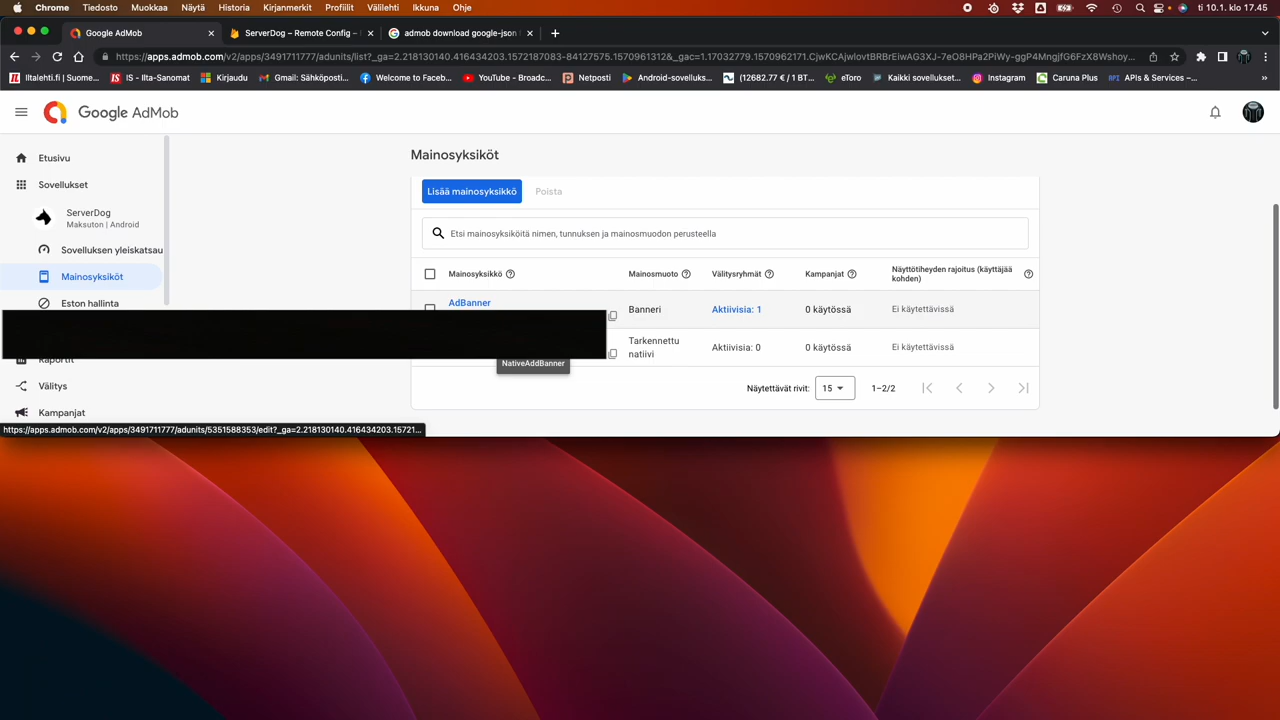 Chrome Tiedosto Muokkaa Näytä Historia Kirjanmerkit Profiilit Välilehti Ikkuna Ohje ti 10.1. klo 17.45
Google AdMob ServerDog – Remote Config – admob download google-json
https://apps.admob.com/v2/apps/3491711777/adunits/list?_ga=2.218130140.416434203.1572187083-84127575.1570961312&_gac=1.17032779.1570962171.
Iltalehti.fi | Suome... IS - Ilta-Sanomat Kirjaudu Gmail: Sähköposti... Welcome to Faceb... YouTube - Broadc... Netposti Android-sovelluks... (12682.77 € / 1 BT... eToro Kaikki sovellukset... Instagram Caruna Plus APIs & Services –... »
Google AdMob
Etusivu
Sovellukset
ServerDog
Maksuton | Android
Sovelluksen yleiskatsau
Mainosyksiköt
Eston hallinta
Raportit
Välitys
Kampanjat
Mainosyksiköt
Lisää mainosyksikkö Poista
Etsi mainosyksiköitä nimen, tunnuksen ja mainosmuodon perusteella
Mainosyksikkö Mainosmuoto Välitysryhmät Kampanjat Näyttötiheyden rajoitus (käyttäjää
kohden)
AdBanner Banneri Aktiivisia: 1 0 käytössä Ei käytettävissä
Tarkennettu
natiivi Aktiivisia: 0 0 käytössä Ei käytettävissä
NativeAddBanner
Näytettävät rivit: 15 1–2/2
https://apps.admob.com/v2/apps/3491711777/adunits/5351588353/edit?_ga=2.218130140.416434203.15721...